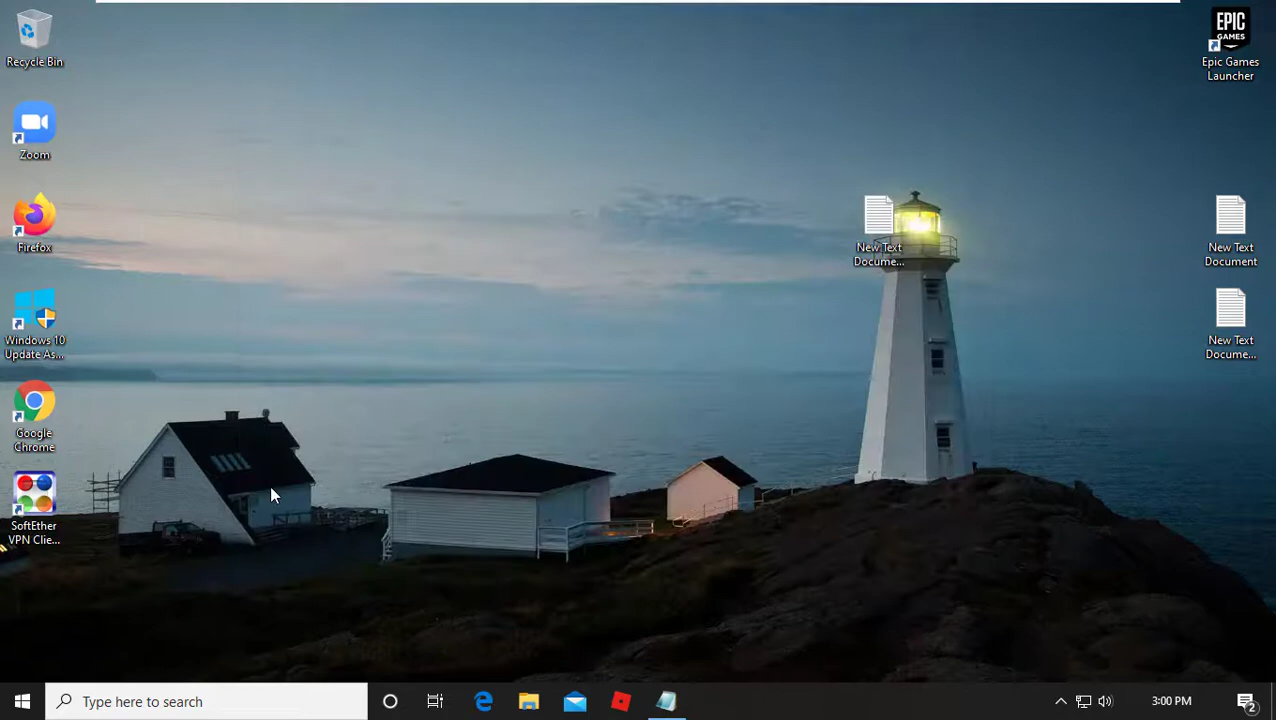 Recycle Bin
Zoom
Firefox
Windows 10
Update As...
Google
Chrome
SoftEther
VPN Clie...
New Text
Docume...
EPIC
GAMES
Epic Games
Launcher
New Text
Document
New Text
Docume...
Type here to search
3:00 PM
2